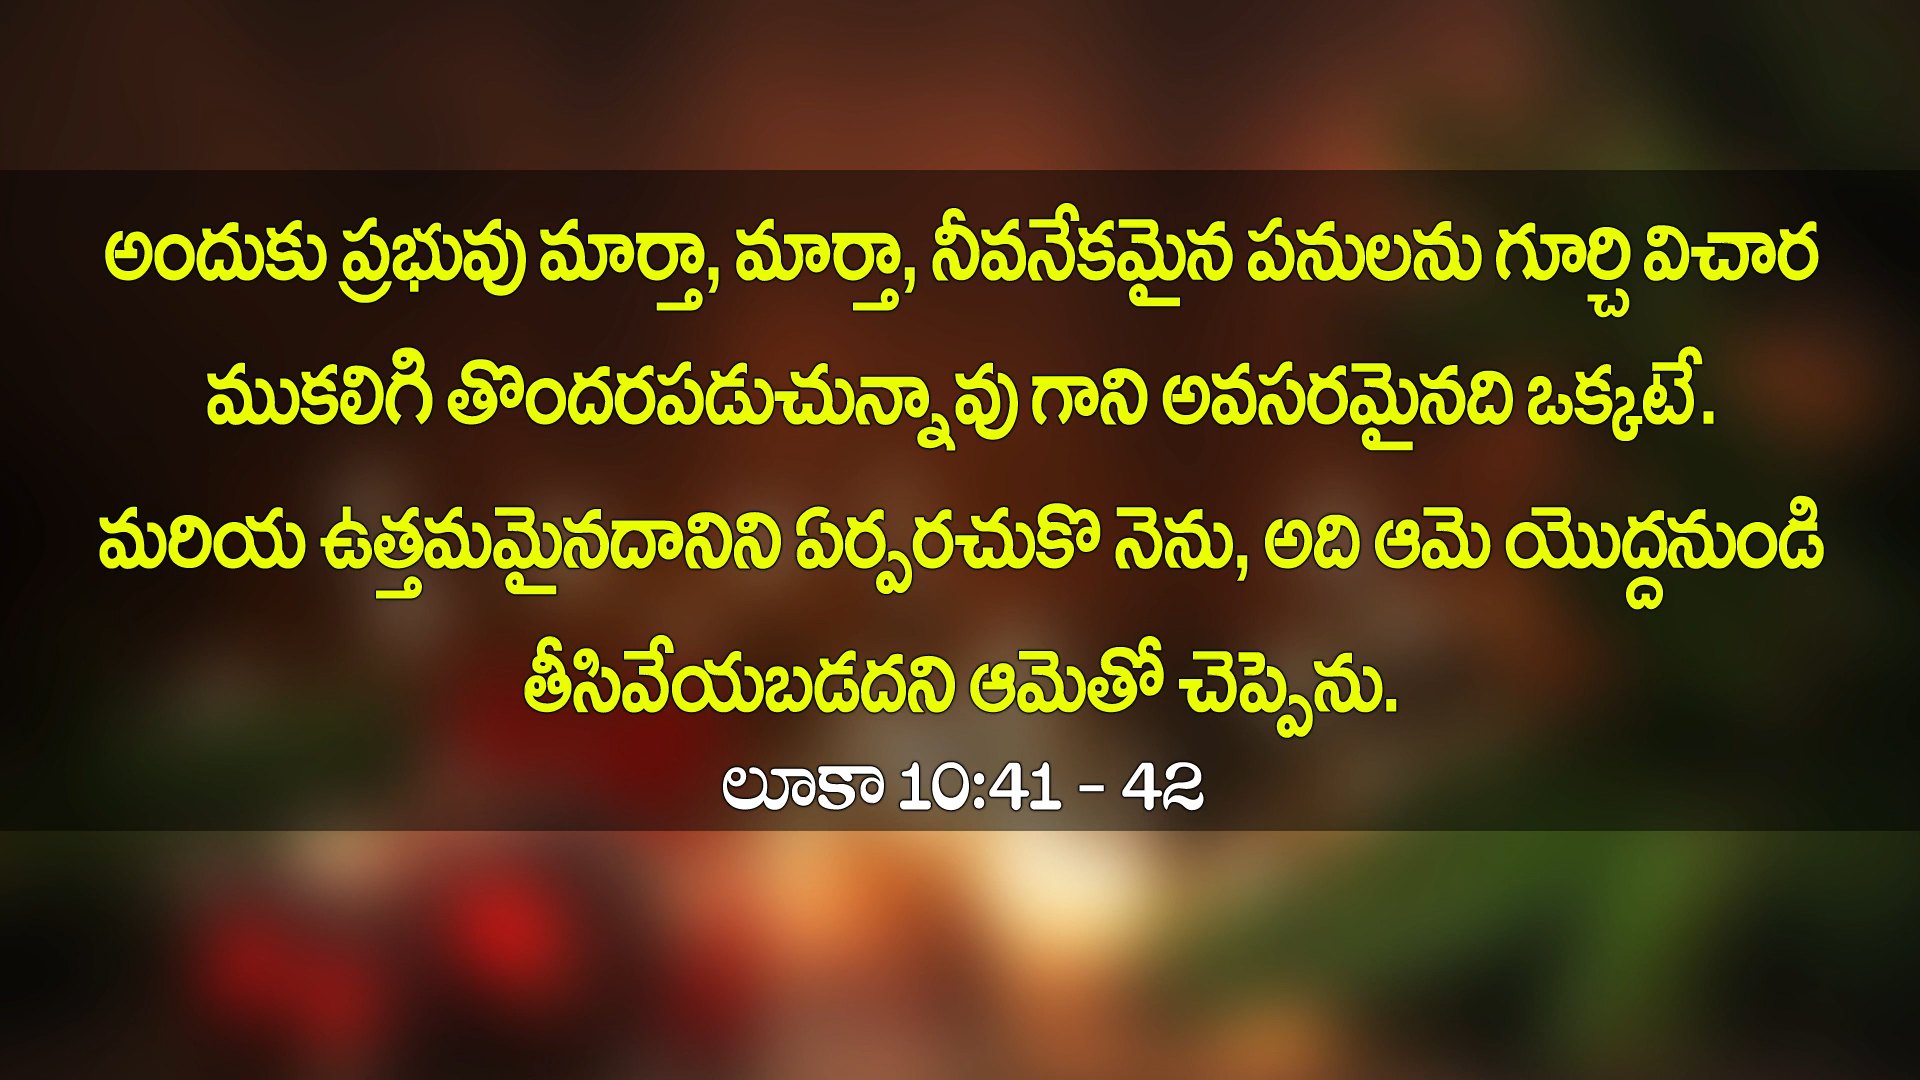 అందుకు ప్రభువు మార్తా, మార్తా, నీవనేకమైన పనులను గూర్చి విచార
ముకలిగి తొందరపడుచున్నావు గాని అవసరమైనది ఒక్కటే.
మరియ ఉత్తమమైనదానిని ఏర్పరచుకొ నెను, అది ఆమె యొద్దనుండి
తీసివేయబడదని ఆమెతో చెప్పెను.
లూకా 10:41 - 42